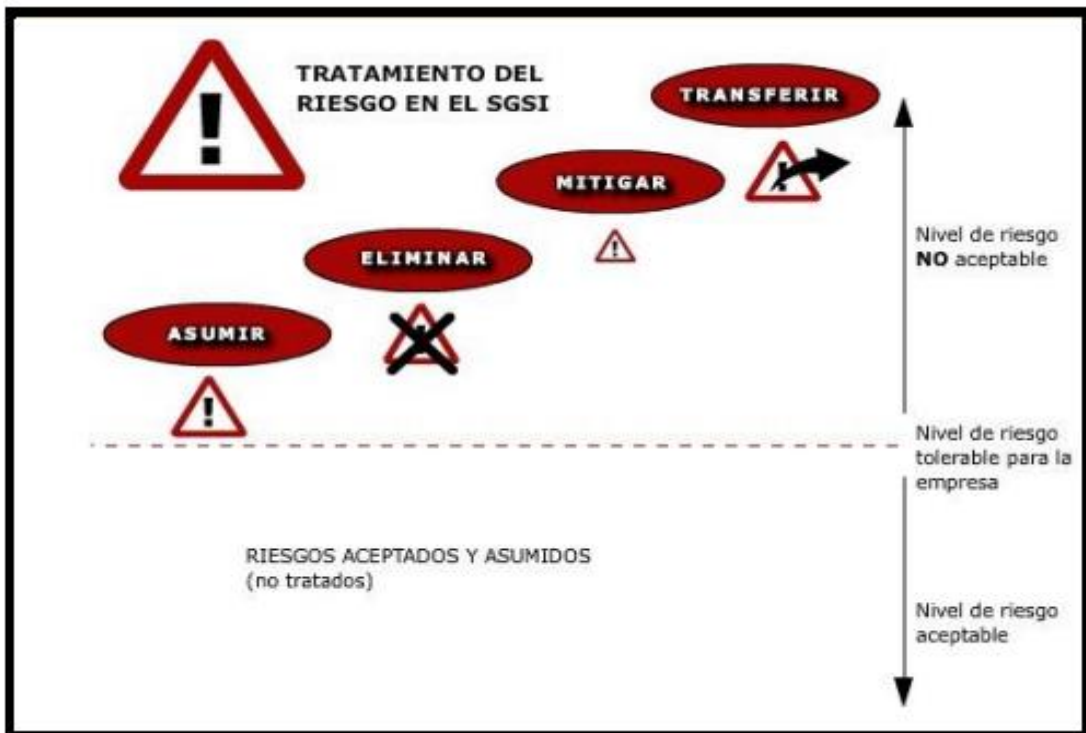 TRATAMIENTO DEL
RIESGO EN EL SGSI
TRANSFERIR
MITIGAR
ELIMINAR
ASUMIR
Nivel de riesgo
NO aceptable
Nivel de riesgo
tolerable para la
empresa
RIESGOS ACEPTADOS Y ASUMIDOS
(no tratados)
Nivel de riesgo
aceptable